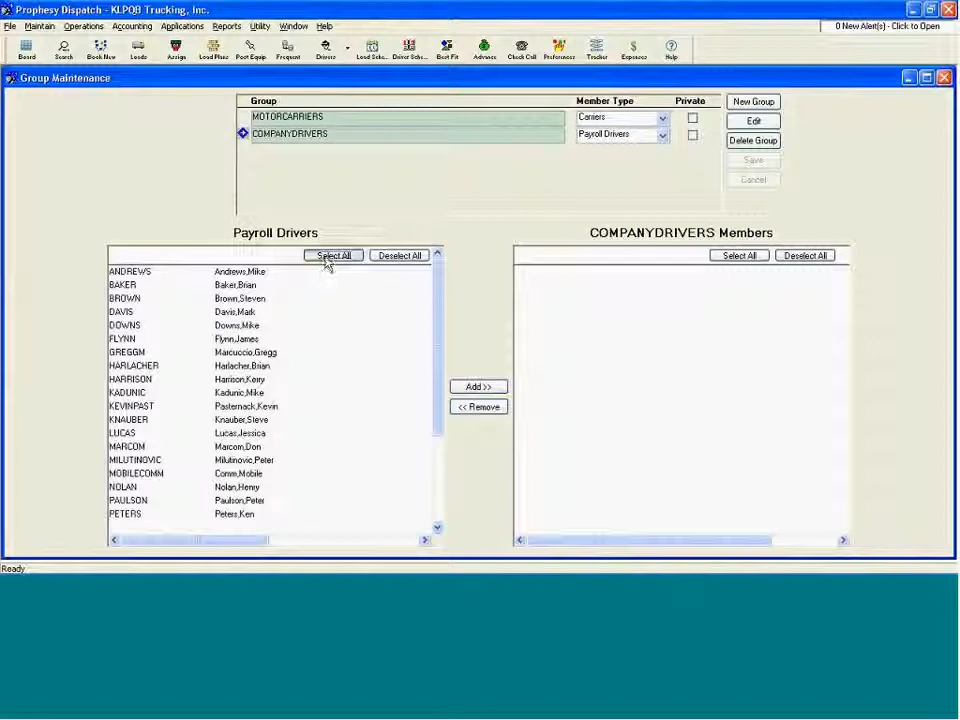 Prophesy Dispatch - KLPQB Trucking, Inc.
File Maintain Operations Accounting Applications Reports Utility Window Help
0 New Alert(s) - Click to Open
Board Search Book New Loads Assign Load Plans Post Equip Frequent Drivers Load Sche... Driver Sche... Best Fit Advance Check Call Preferences Tracker Expenses Help
Group Maintenance
Group Member Type Private
MOTORCARRIERS Carriers
COMPANYDRIVERS Payroll Drivers
New Group
Edit
Delete Group
Save
Cancel
Payroll Drivers
Select All Deselect All
ANDREWS Andrews,Mike
BAKER Baker,Brian
BROWN Brown,Steven
DAVIS Davis,Mark
DOWNS Downs,Mike
FLYNN Flynn,James
GREGGM Marcuccio,Gregg
HARLACHER Harlacher,Brian
HARRISON Harrison,Kerry
KADUNIC Kadunic,Mike
KEVINPAST Pasternack,Kevin
KNAUBER Knauber,Steve
LUCAS Lucas,Jessica
MARCOM Marcom,Don
MILUTINOVIC Milutinovic,Peter
MOBILECOMM Comm,Mobile
NOLAN Nolan,Henry
PAULSON Paulson,Peter
PETERS Peters,Ken
Add >>
<< Remove
COMPANYDRIVERS Members
Select All Deselect All
Ready